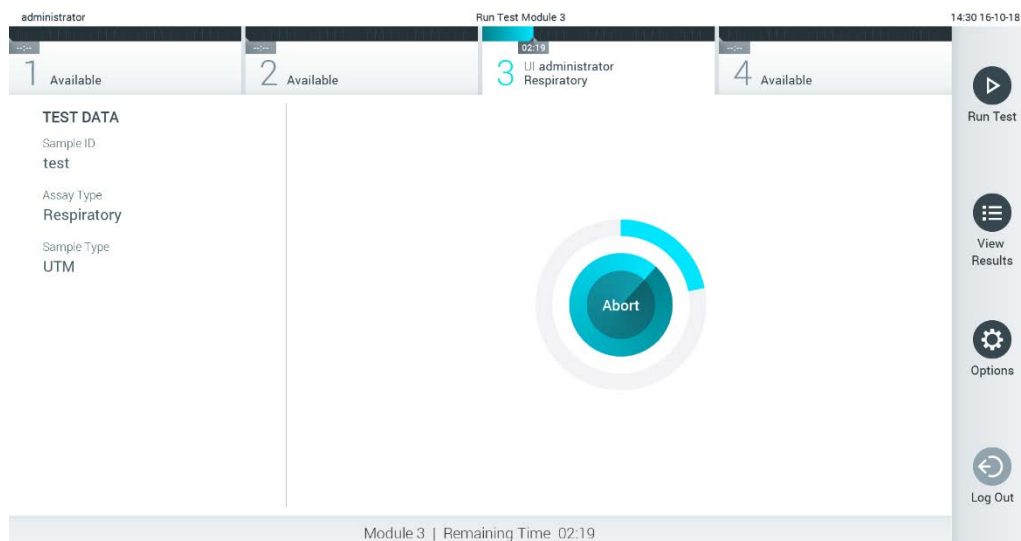 administrator
Run Test Module 3
14:30 16-10-18
--:--
1 Available
--:--
2 Available
02:19
3 UI administrator
Respiratory
--:--
4 Available
Run Test
View
Results
Options
Log Out
TEST DATA
Sample ID
test
Assay Type
Respiratory
Sample Type
UTM
Abort
Module 3 | Remaining Time 02:19